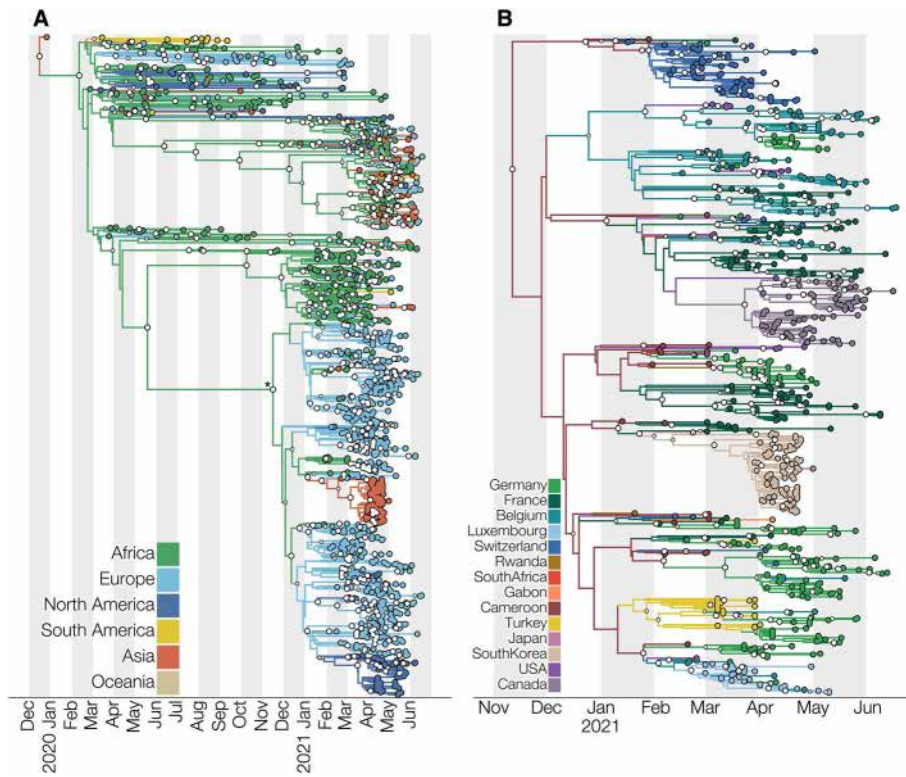 A
B
Africa
Europe
North America
South America
Asia
Oceania
Germany
France
Belgium
Luxembourg
Switzerland
Rwanda
SouthAfrica
Gabon
Cameroon
Turkey
Japan
SouthKorea
USA
Canada
Dec
2020 Jan
Feb
Mar
Apr
May
Jun
Jul
Aug
Sep
Oct
Nov
Dec
2021 Jan
Feb
Mar
Apr
May
Jun
Nov
Dec
Jan
2021
Feb
Mar
Apr
May
Jun